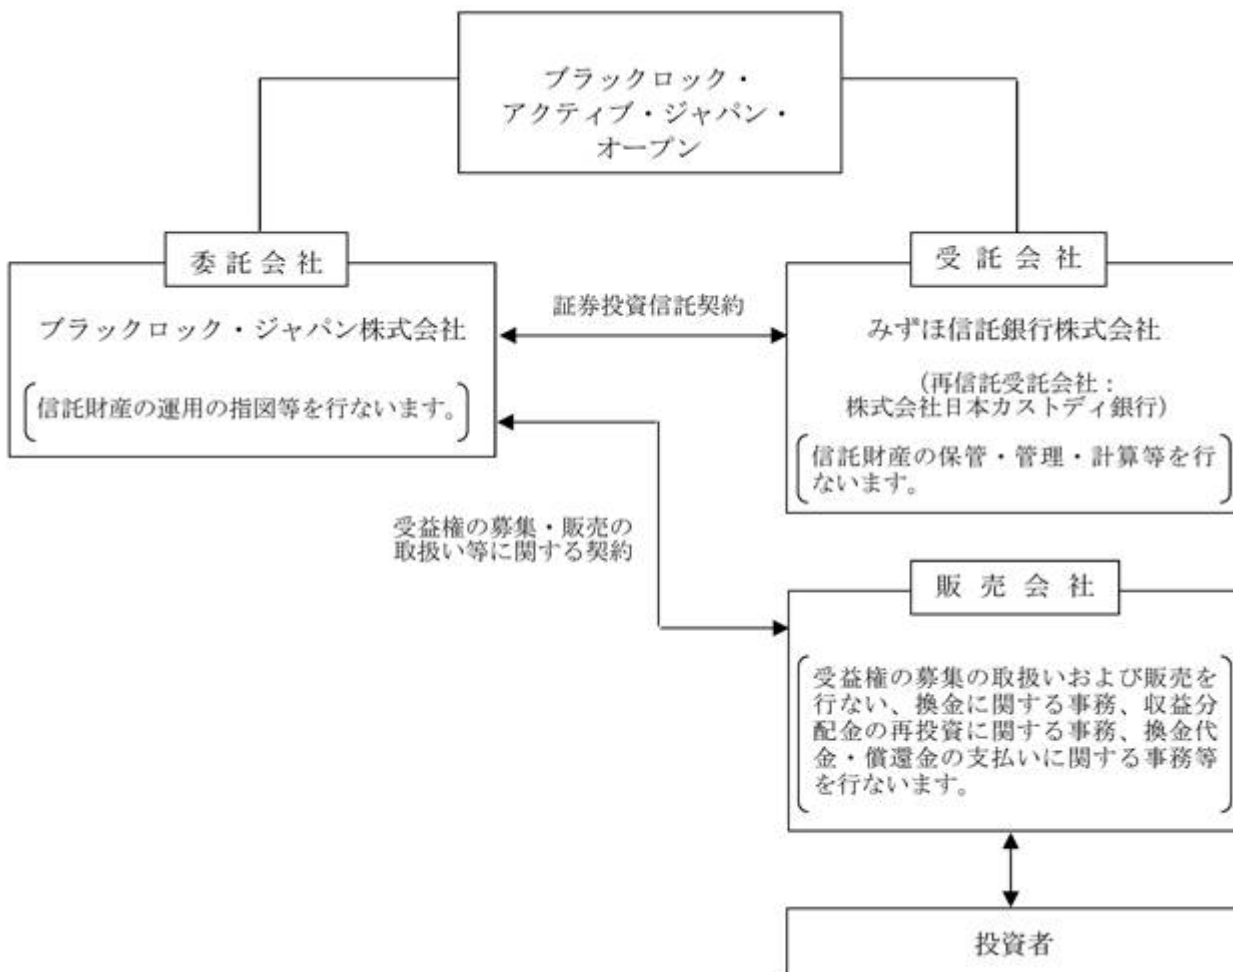 ブラックロック・
アクティブ・ジャパン・
オープン
委託会社
ブラックロック・ジャパン株式会社
信託財産の運用の指図等を行ないます。
証券投資信託契約
受託会社
みずほ信託銀行株式会社
(再信託受託会社：
株式会社日本カストディ銀行)
信託財産の保管・管理・計算等を行
ないます。
受益権の募集・販売の
取扱い等に関する契約
販売会社
受益権の募集の取扱いおよび販売を
行ない、換金に関する事務、収益分
配金の再投資に関する事務、換金代
金・償還金の支払いに関する事務等
を行ないます。
投資者